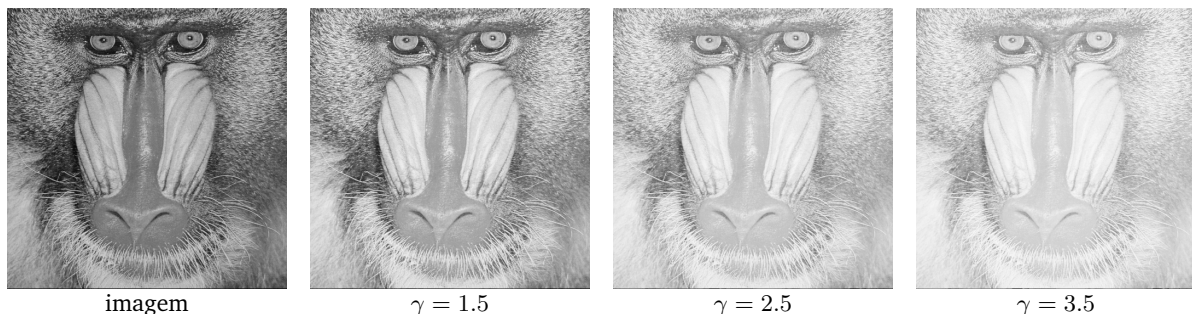 imagem
γ = 1.5
γ = 2.5
γ = 3.5